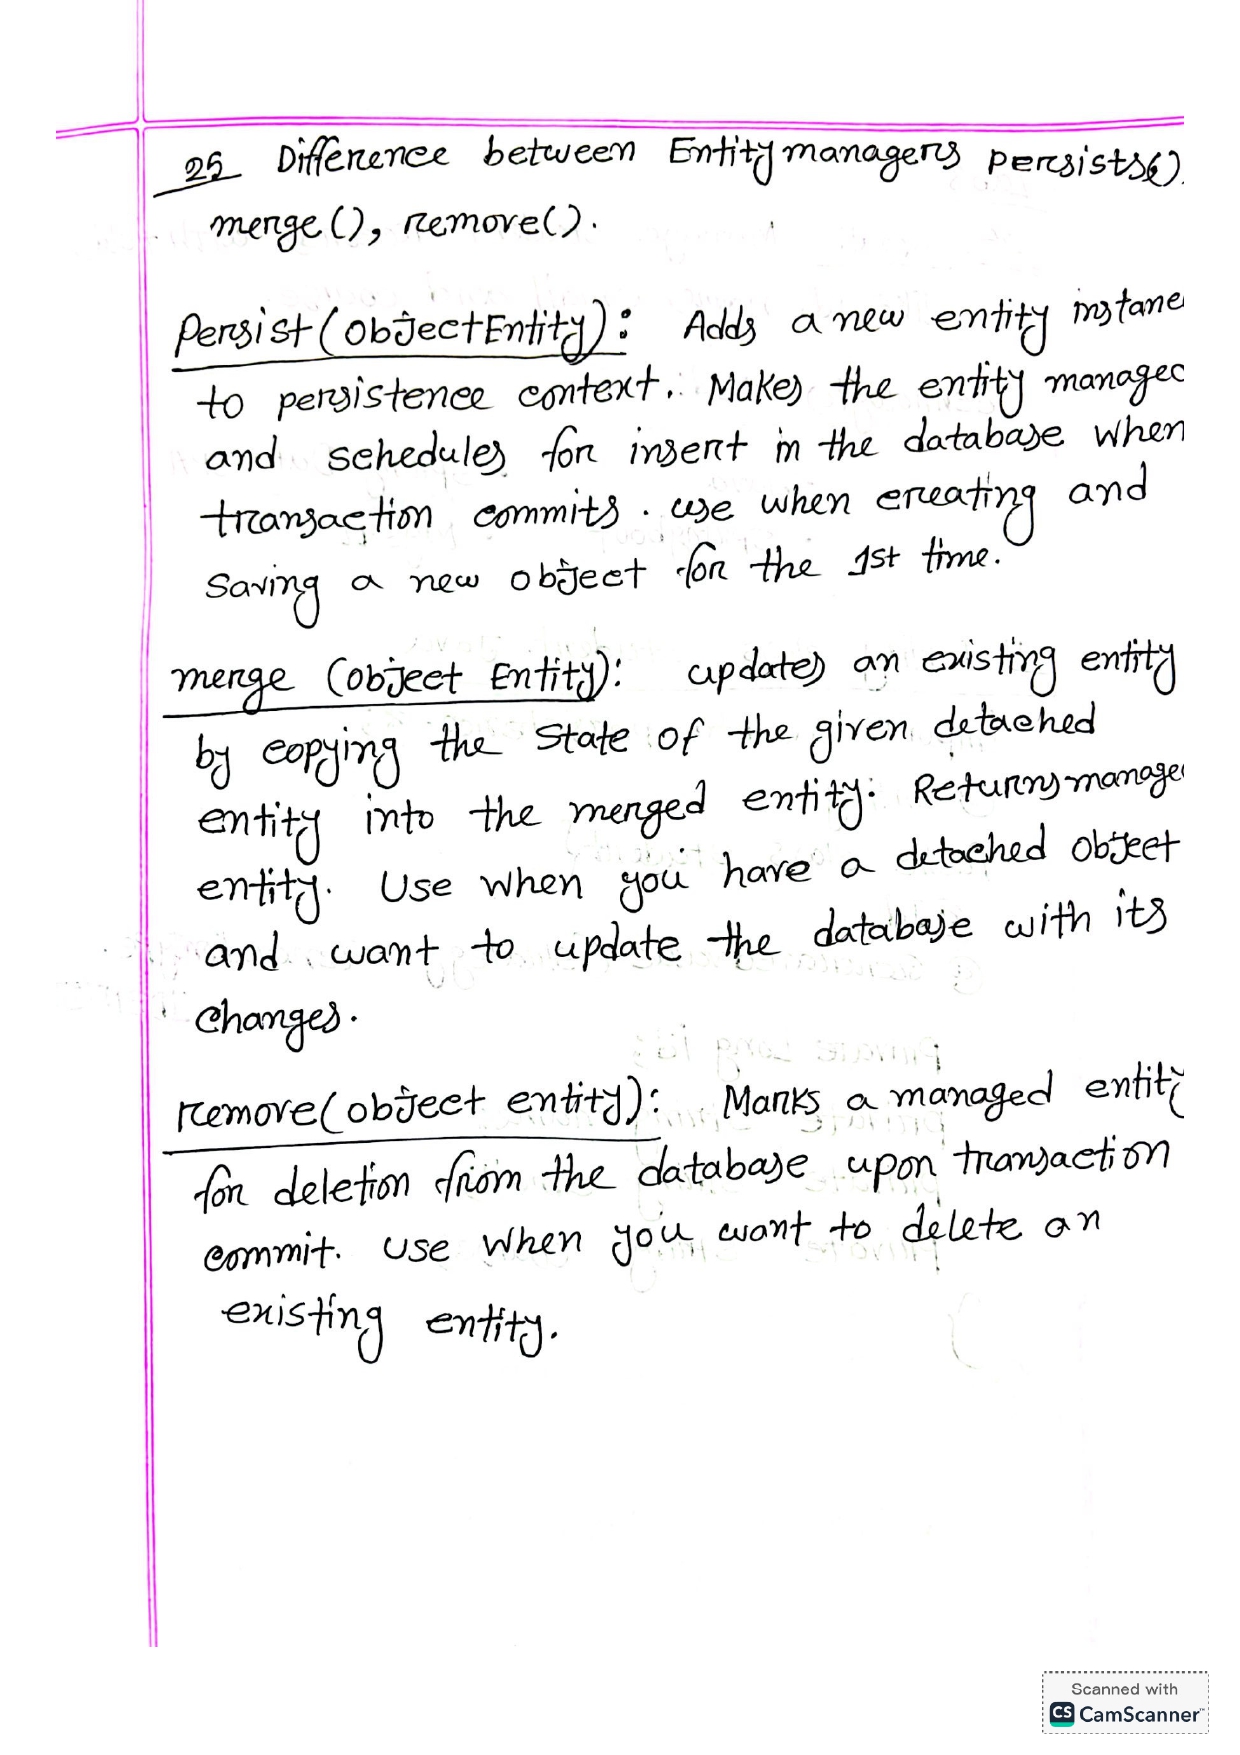 25 Difference between Entity managers persists(),
merge(), remove().
Persist(objectEntity): Adds a new entity instance
to persistence context. Makes the entity managed
and schedules for insert in the database when
transaction commits. use when creating and
Saving a new object for the 1st time.
merge (object Entity): updates an existing entity
by copying the State of the given detached
entity into the merged entity. Returns manage
entity. Use when you have a detached object
and want to update the database with its
changes.
remove(object entity): Marks a managed entity
for deletion from the database upon transaction
commit. use when you want to delete an
existing entity.
Scanned with
CS CamScanner